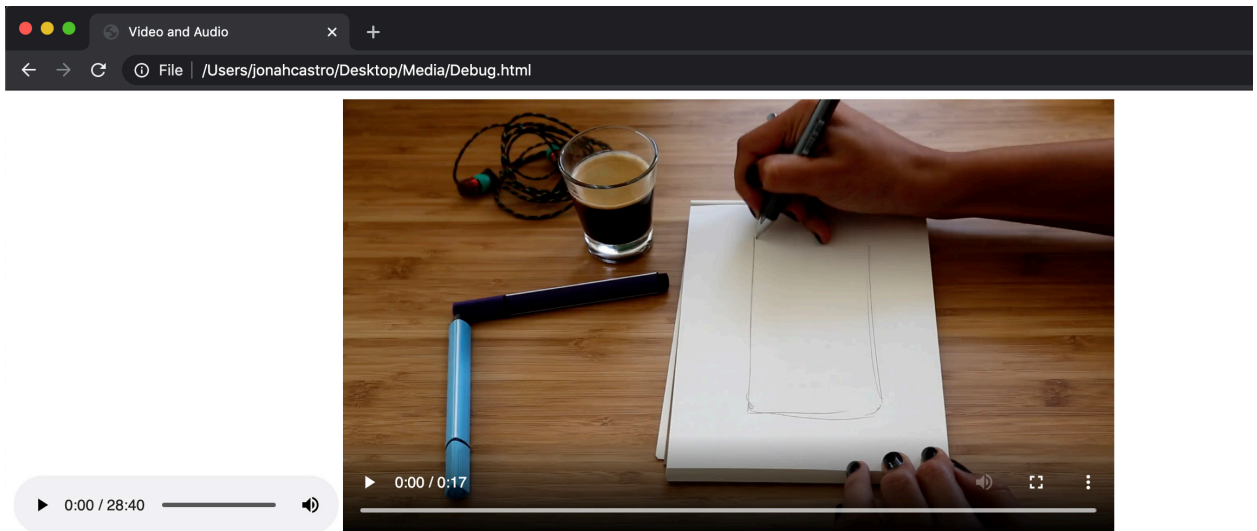 Video and Audio
File /Users/jonahcastro/Desktop/Media/Debug.html
0:00 / 28:40
0:00 / 0:17